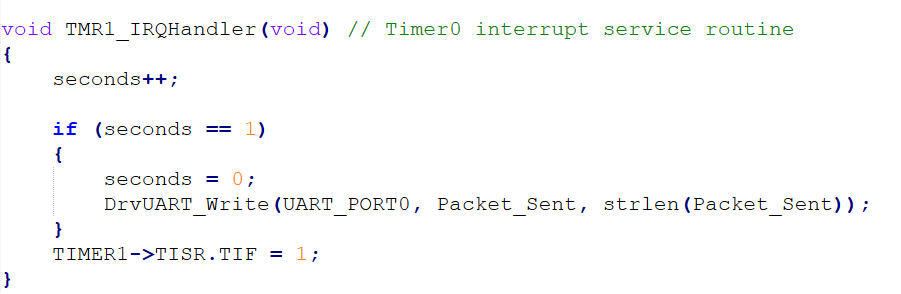 void TMR1_IRQHandler(void) // Timer0 interrupt service routine
{
    seconds++;

    if (seconds == 1)
    {
        seconds = 0;
        DrvUART_Write(UART_PORT0, Packet_Sent, strlen(Packet_Sent));
    }
    TIMER1->TISR.TIF = 1;
}